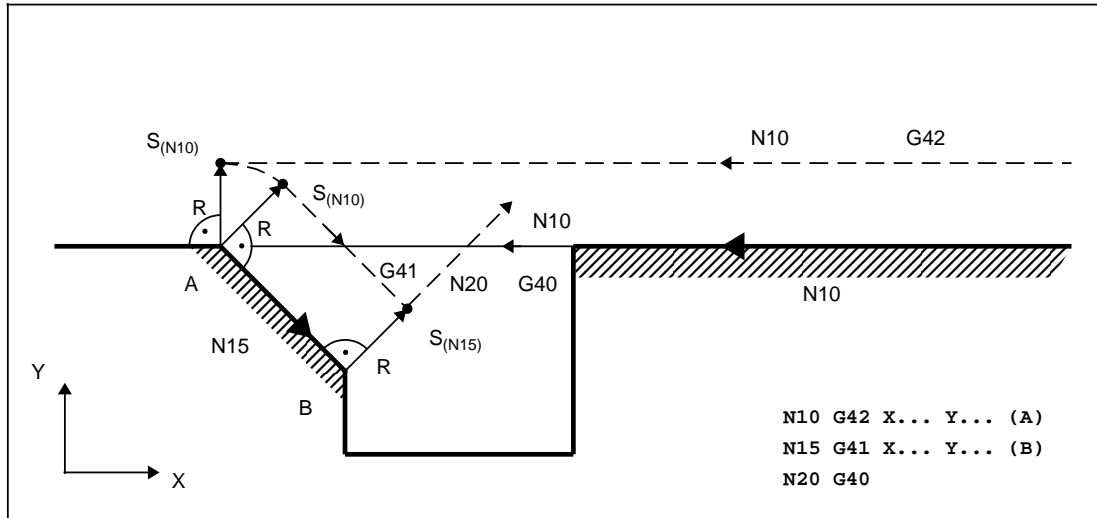 N10 G42
S(N10)
R
S(N10)
R
N10
A
G41
N20
G40
N10
N15
S(N15)
R
B
Y
X
N10 G42 X... Y... (A)
N15 G41 X... Y... (B)
N20 G40